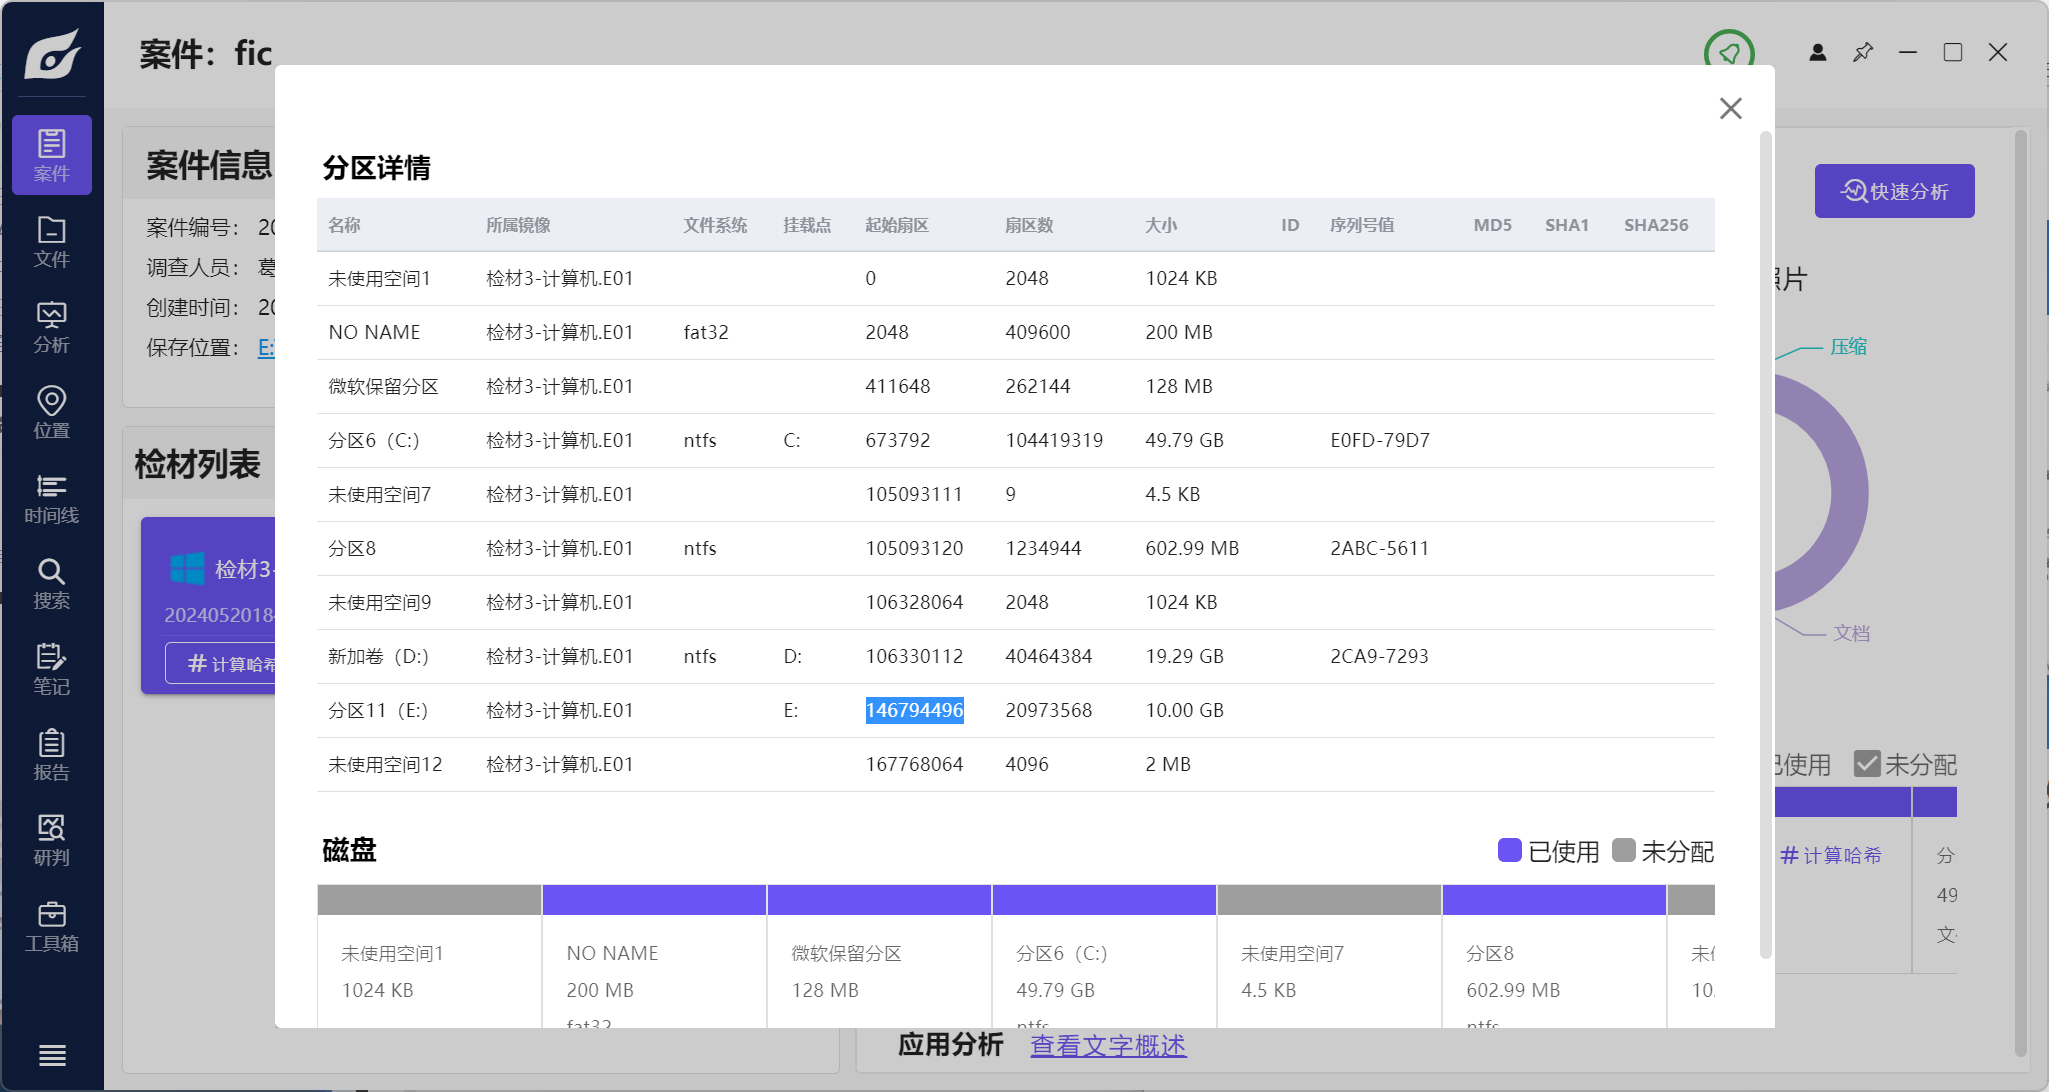 案件：fic
案件
文件
分析
位置
时间线
搜索
笔记
报告
研判
工具箱
案件信息
案件编号： 20
调查人员： 葛
创建时间： 20
保存位置： E:
检材列表
检材3-
2024052018
计算哈希
快速分析
照片
压缩
文档
分区详情
名称 所属镜像 文件系统 挂载点 起始扇区 扇区数 大小 ID 序列号值 MD5 SHA1 SHA256
未使用空间1 检材3-计算机.E01 0 2048 1024 KB
NO NAME 检材3-计算机.E01 fat32 2048 409600 200 MB
微软保留分区 检材3-计算机.E01 411648 262144 128 MB
分区6（C:） 检材3-计算机.E01 ntfs C: 673792 104419319 49.79 GB E0FD-79D7
未使用空间7 检材3-计算机.E01 105093111 9 4.5 KB
分区8 检材3-计算机.E01 ntfs 105093120 1234944 602.99 MB 2ABC-5611
未使用空间9 检材3-计算机.E01 106328064 2048 1024 KB
新加卷（D:） 检材3-计算机.E01 ntfs D: 106330112 40464384 19.29 GB 2CA9-7293
分区11（E:） 检材3-计算机.E01 E: 146794496 20973568 10.00 GB
未使用空间12 检材3-计算机.E01 167768064 4096 2 MB
磁盘
已使用 未分配
未使用空间1 NO NAME 微软保留分区 分区6（C:） 未使用空间7 分区8 未
1024 KB 200 MB 128 MB 49.79 GB 4.5 KB 602.99 MB 10.
fat32 ntfs ntfs
已使用 未分配
计算哈希
分
49
文
应用分析 查看文字概述